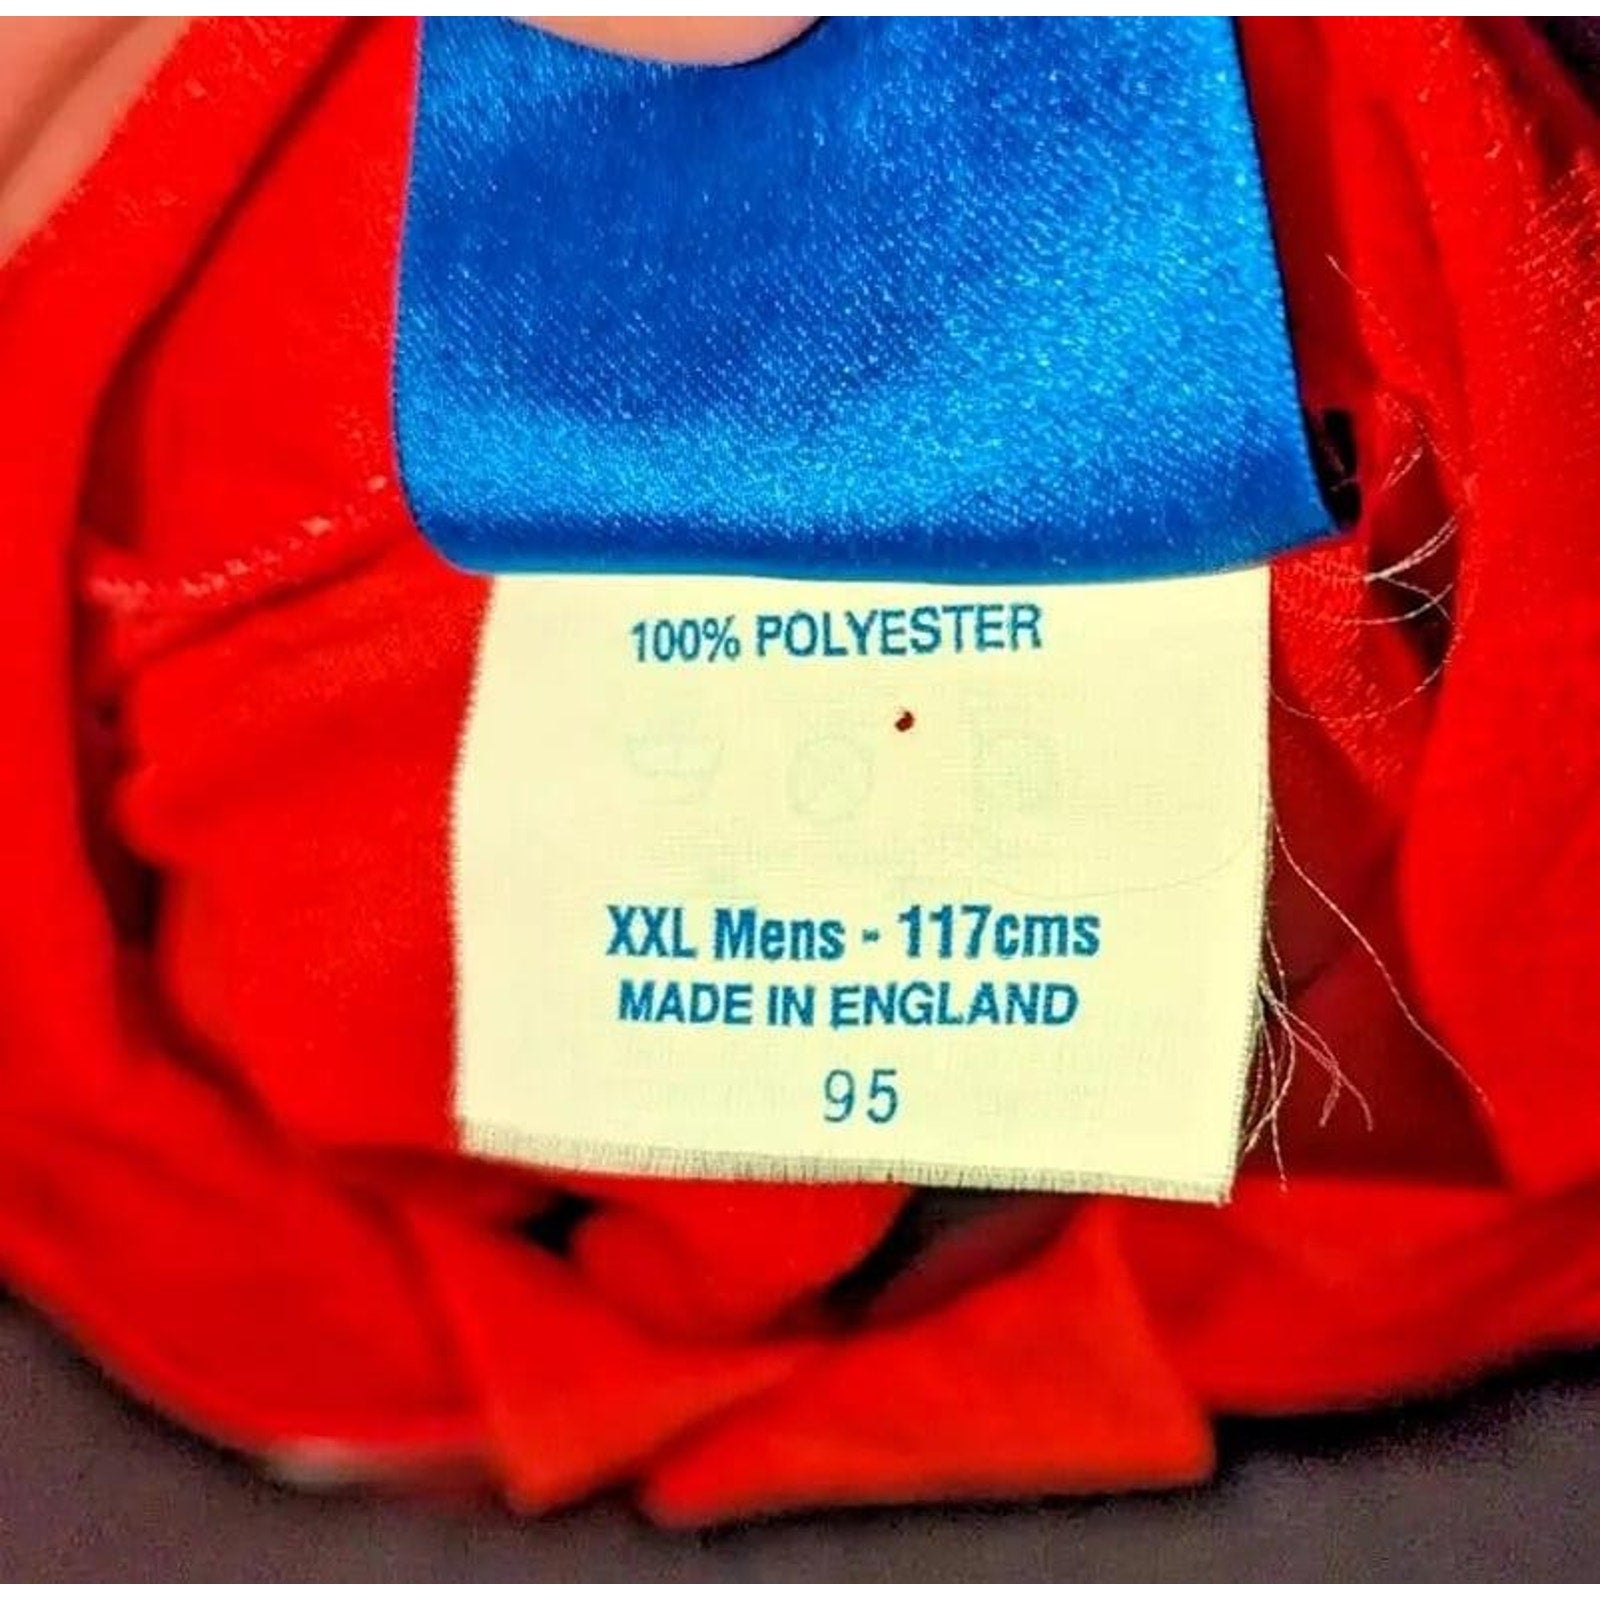 100% POLYESTER
XXL Mens - 117cms
MADE IN ENGLAND
95